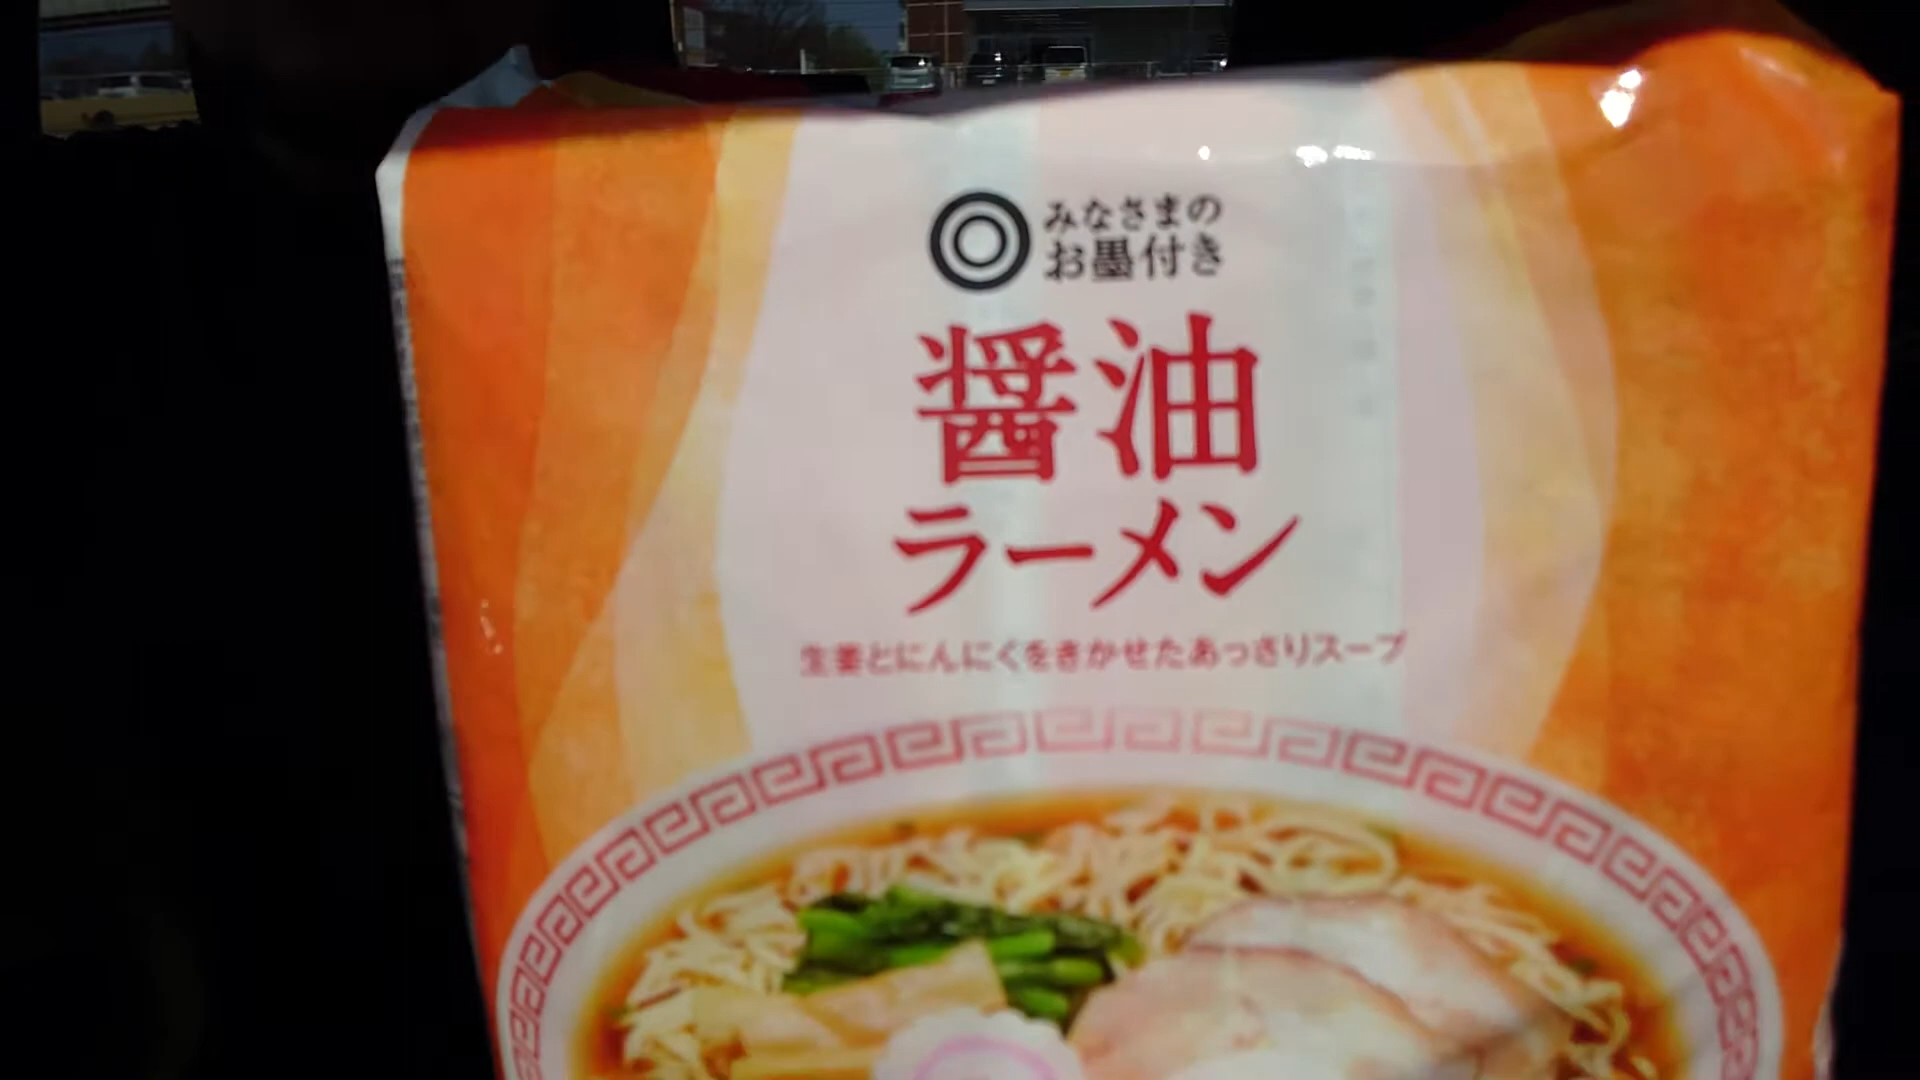 みなさまの
お墨付き
醤油
ラーメン
生姜とにんにくをきかせたあっさりスープ